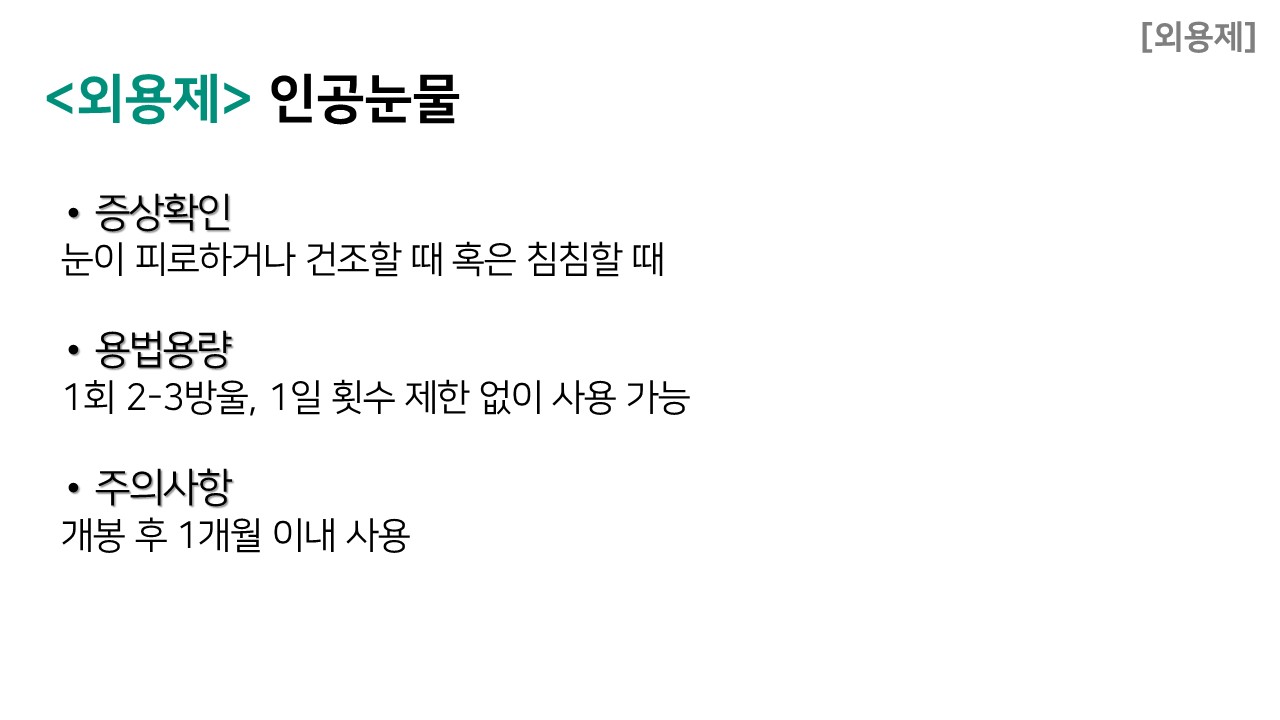 [외용제]
<외용제> 인공눈물
• 증상확인
눈이 피로하거나 건조할 때 혹은 침침할 때
• 용법용량
1회 2-3방울, 1일 횟수 제한 없이 사용 가능
• 주의사항
개봉 후 1개월 이내 사용